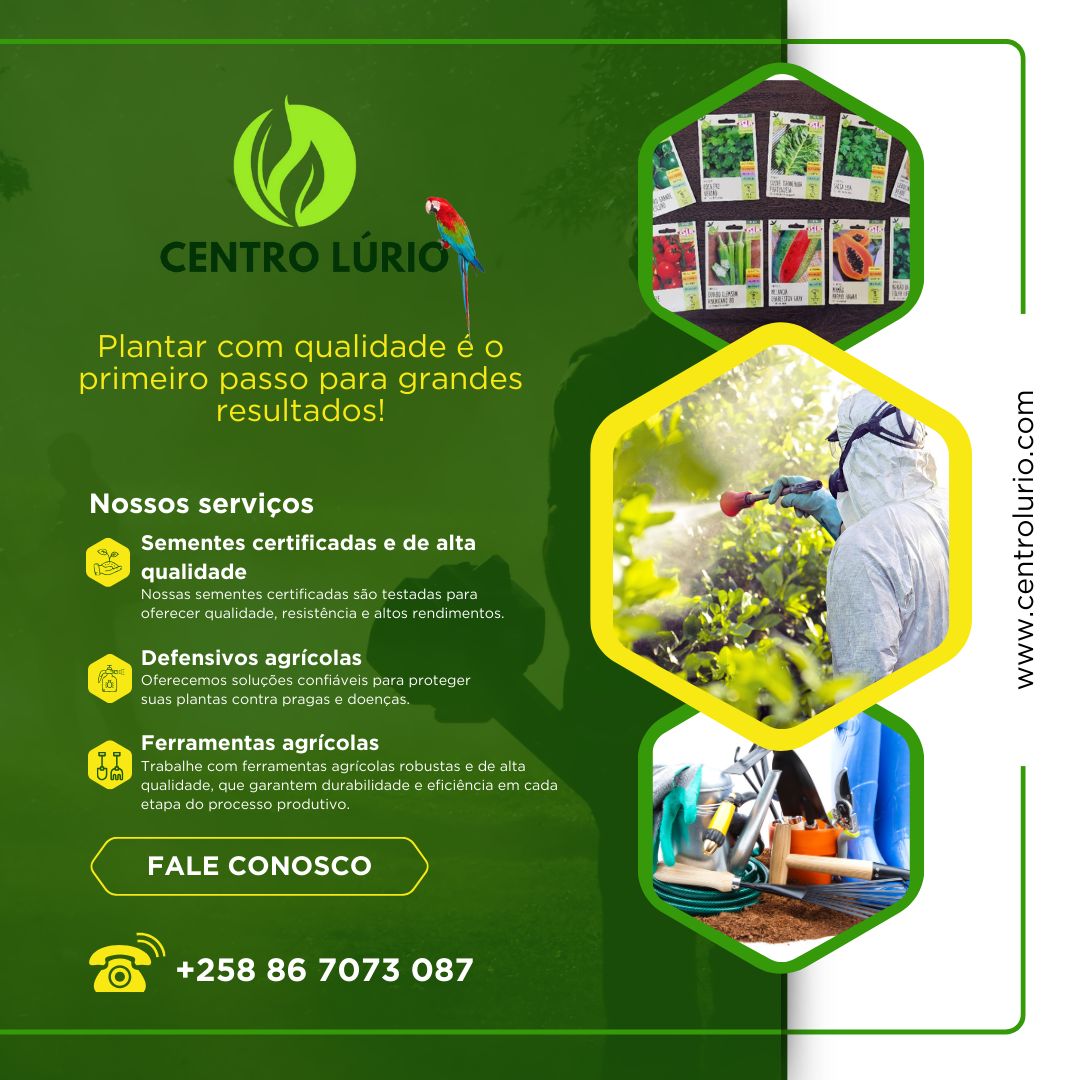 CENTRO LÚRIO
Plantar com qualidade é o
primeiro passo para grandes
resultados!
Nossos serviços
Sementes certificadas e de alta
qualidade
Nossas sementes certificadas são testadas para
oferecer qualidade, resistência e altos rendimentos.
Defensivos agrícolas
Oferecemos soluções confiáveis para proteger
suas plantas contra pragas e doenças.
Ferramentas agrícolas
Trabalhe com ferramentas agrícolas robustas e de alta
qualidade, que garantem durabilidade e eficiência em cada
etapa do processo produtivo.
FALE CONOSCO
+258 86 7073 087
www.centrolurio.com
MELANCIA